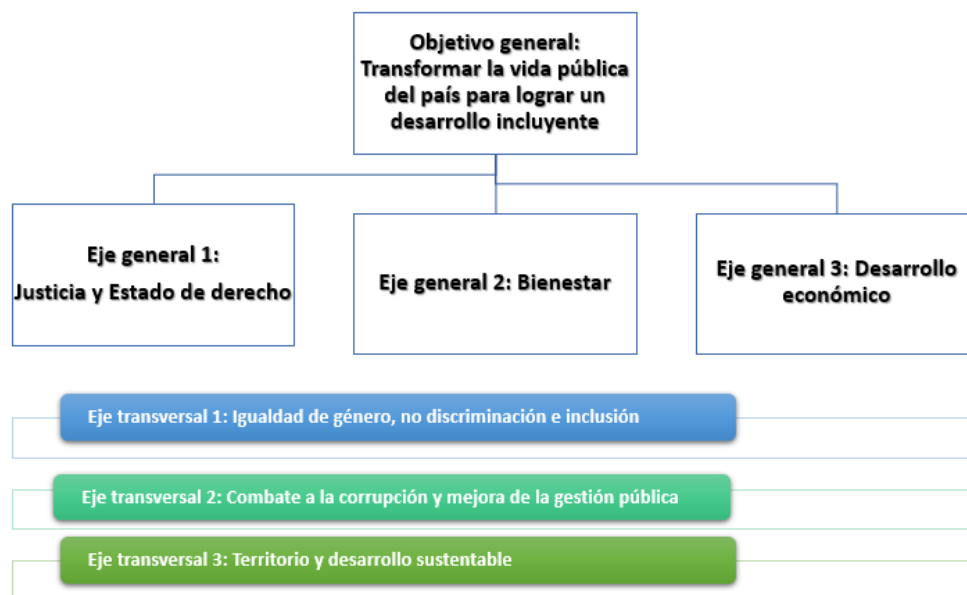 Objetivo general:
Transformar la vida pública
del país para lograr un
desarrollo incluyente
Eje general 1:
Justicia y Estado de derecho
Eje general 2: Bienestar
Eje general 3: Desarrollo
económico
Eje transversal 1: Igualdad de género, no discriminación e inclusión
Eje transversal 2: Combate a la corrupción y mejora de la gestión pública
Eje transversal 3: Territorio y desarrollo sustentable